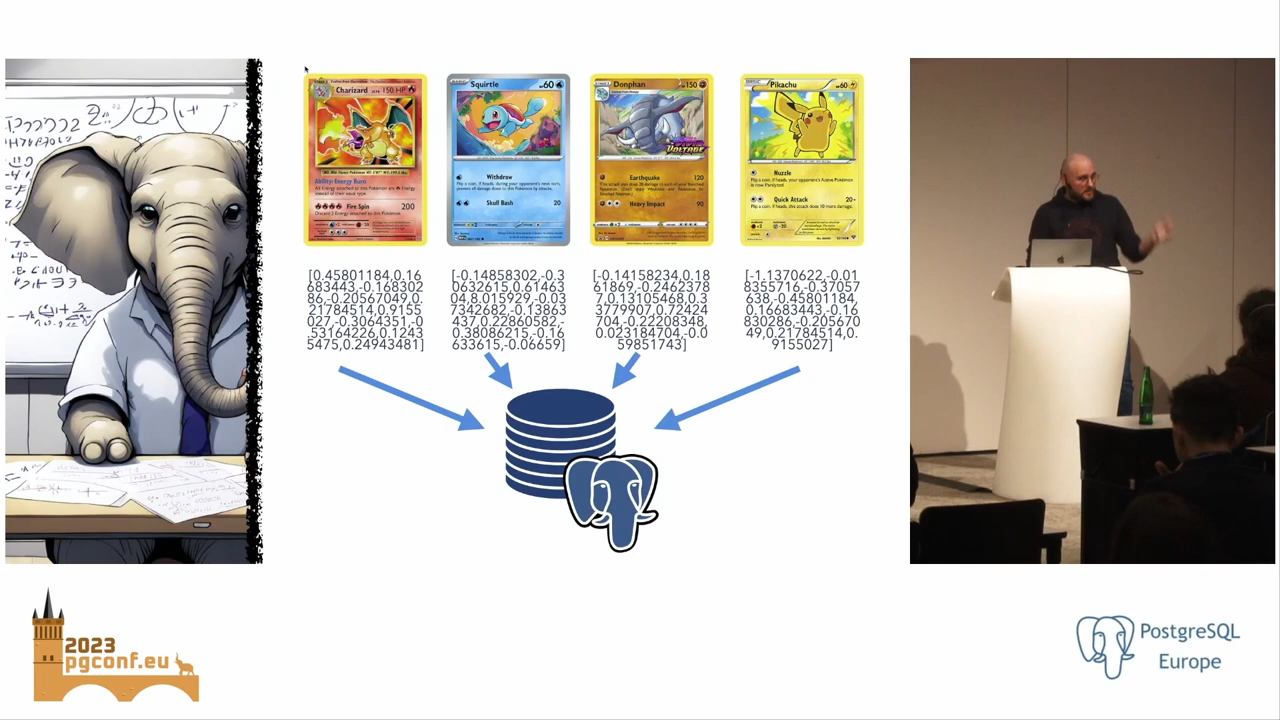 Charizard 150 HP
Ability: Energy Burn
Fire Spin 200
Squirtle 60
Withdraw
Skull Bash 20
Donphan 150
VOLTAGE
Earthquake 120
Heavy Impact 90
Pikachu 60
Nuzzle
Quick Attack 20+
[0.45801184,0.16
683443,-0.168302
86,-0.20567049,0.
21784514,0.9155
027,-0.3064351,-0
.53164226,0.1243
5475,0.24943481]
[-0.14858302,-0.3
0632615,0.61463
04,8.015929,-0.03
7342682,-0.13863
437,0.22860582,-
0.38086215,-0.16
633615,-0.06659]
[-0.14158234,0.18
61869,-0.2462378
7,0.13105468,0.3
3779907,0.72424
704,-0.22208348,
0.023184704,-0.0
59851743]
[-1.1370622,-0.01
8355716,-0.37057
638,-0.45801184,
0.16683443,-0.16
830286,-0.205670
49,0.21784514,0.
9155027]
2023
pgconf.eu
PostgreSQL
Europe